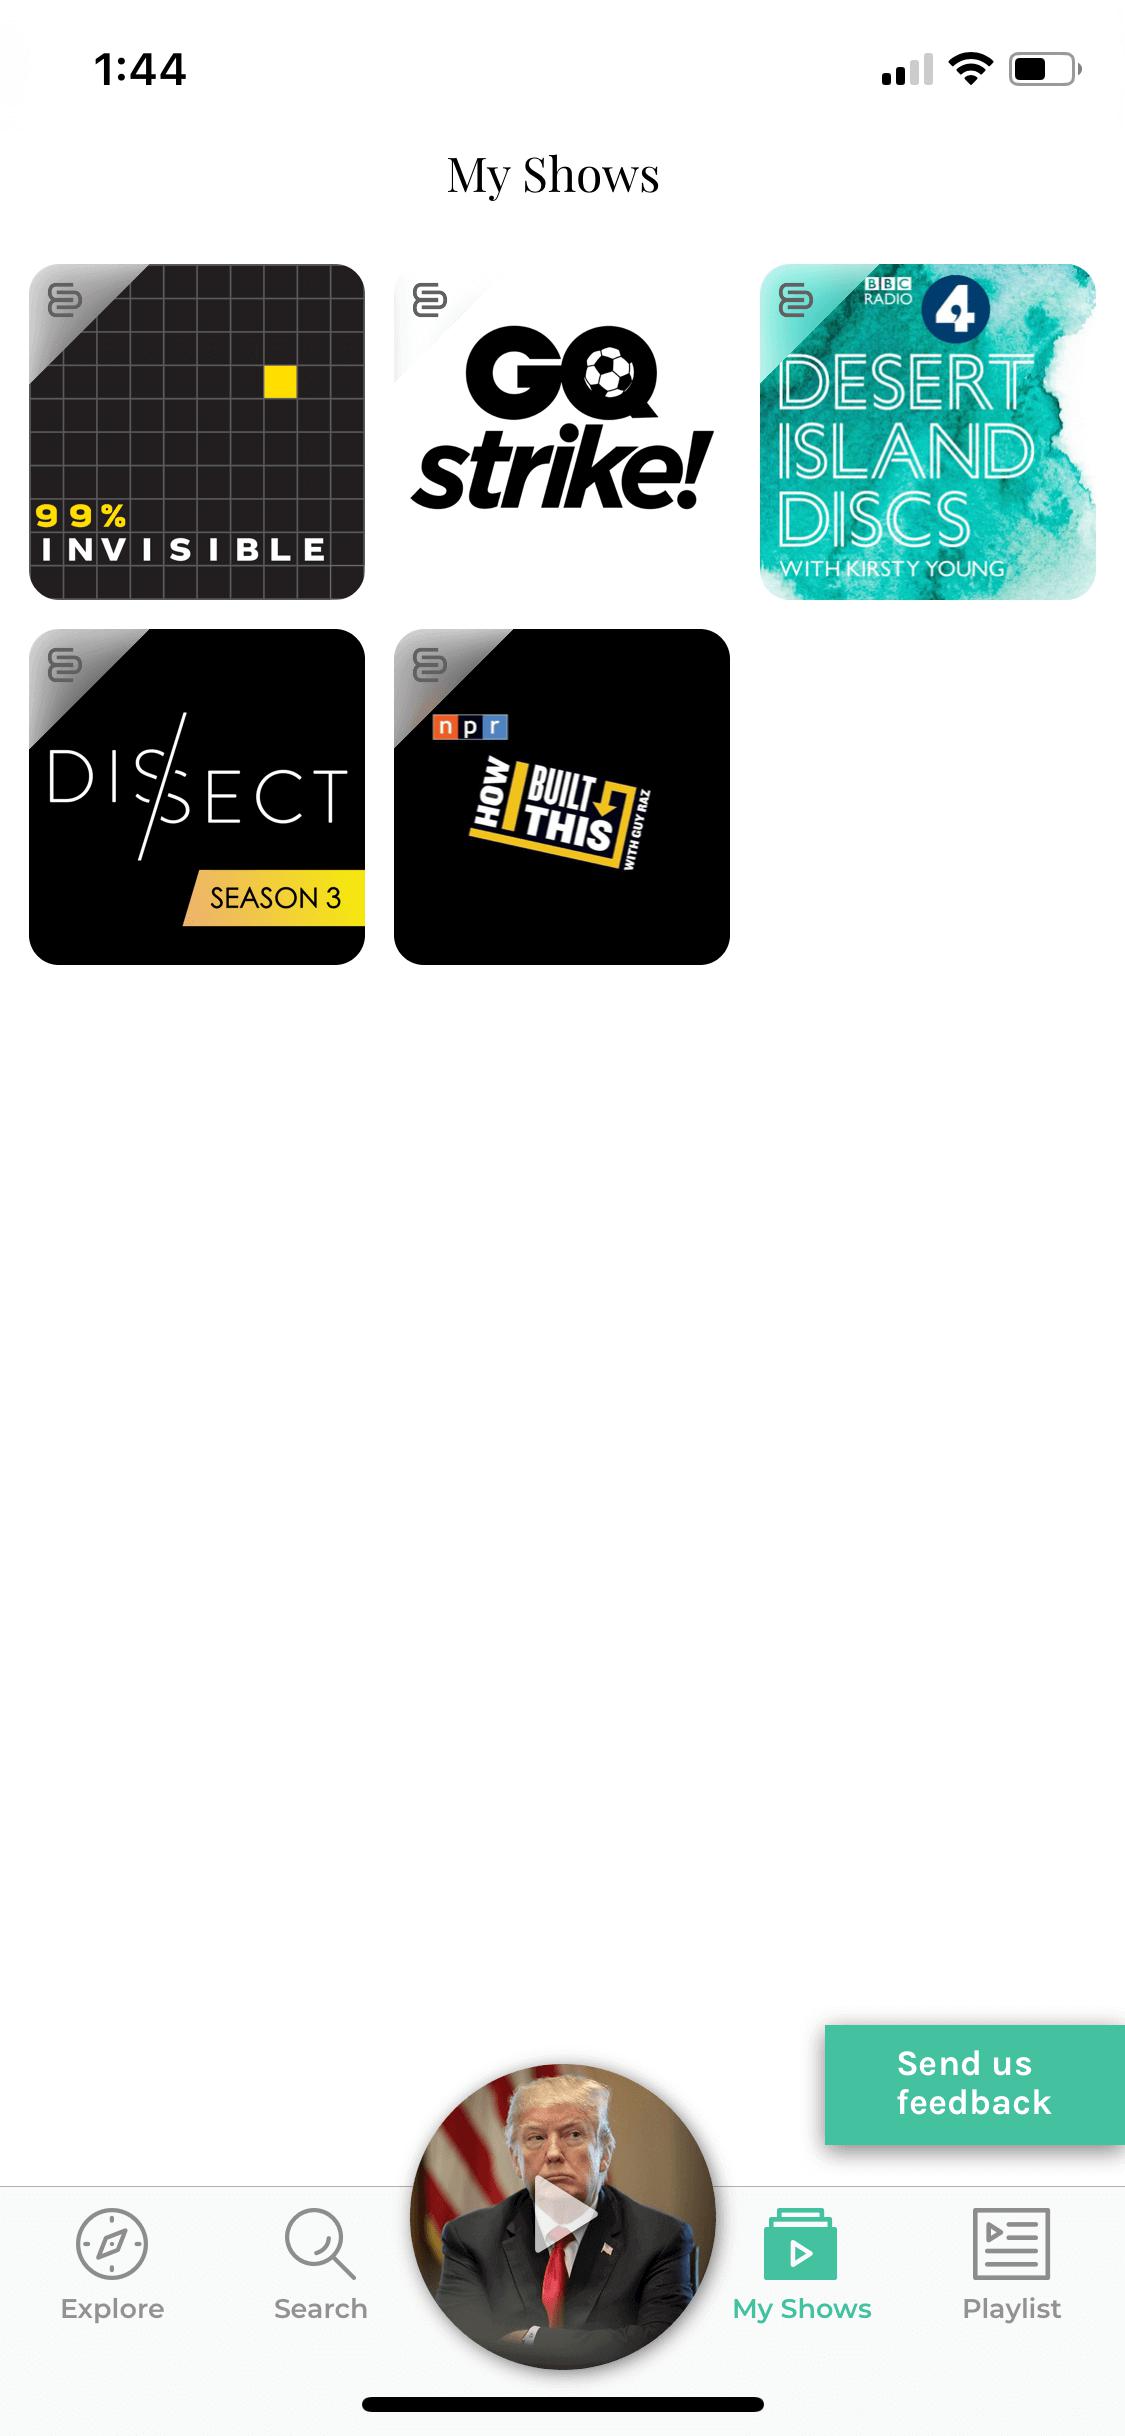 1:44
My Shows
99%
INVISIBLE
GQ
strike!
BBC
RADIO
4
DESERT
ISLAND
DISCS
WITH KIRSTY YOUNG
DISSECT
SEASON 3
npr
HOW I BUILT THIS
WITH GUY RAZ
Send us
feedback
Explore
Search
My Shows
Playlist